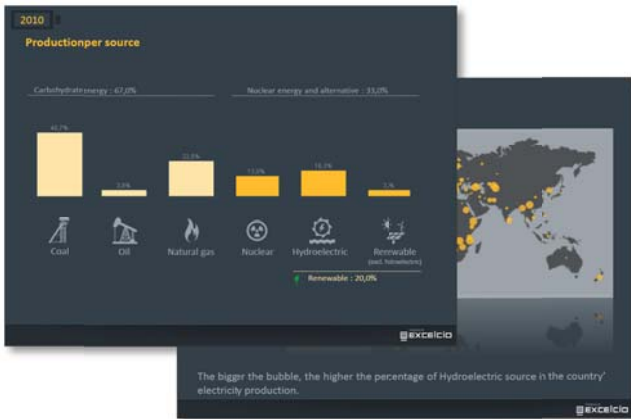 2010
Productionper source
Carbohydrate energy : 67,0%
Nuclear energy and alternative : 33,0%
Coal
Oil
Natural gas
Nuclear
Hydroelectric
Renewable
Renewable : 20,0%
EXCELCIO
The bigger the bubble, the higher the percentage of Hydroelectric source in the country'
electricity production.
EXCELCIO